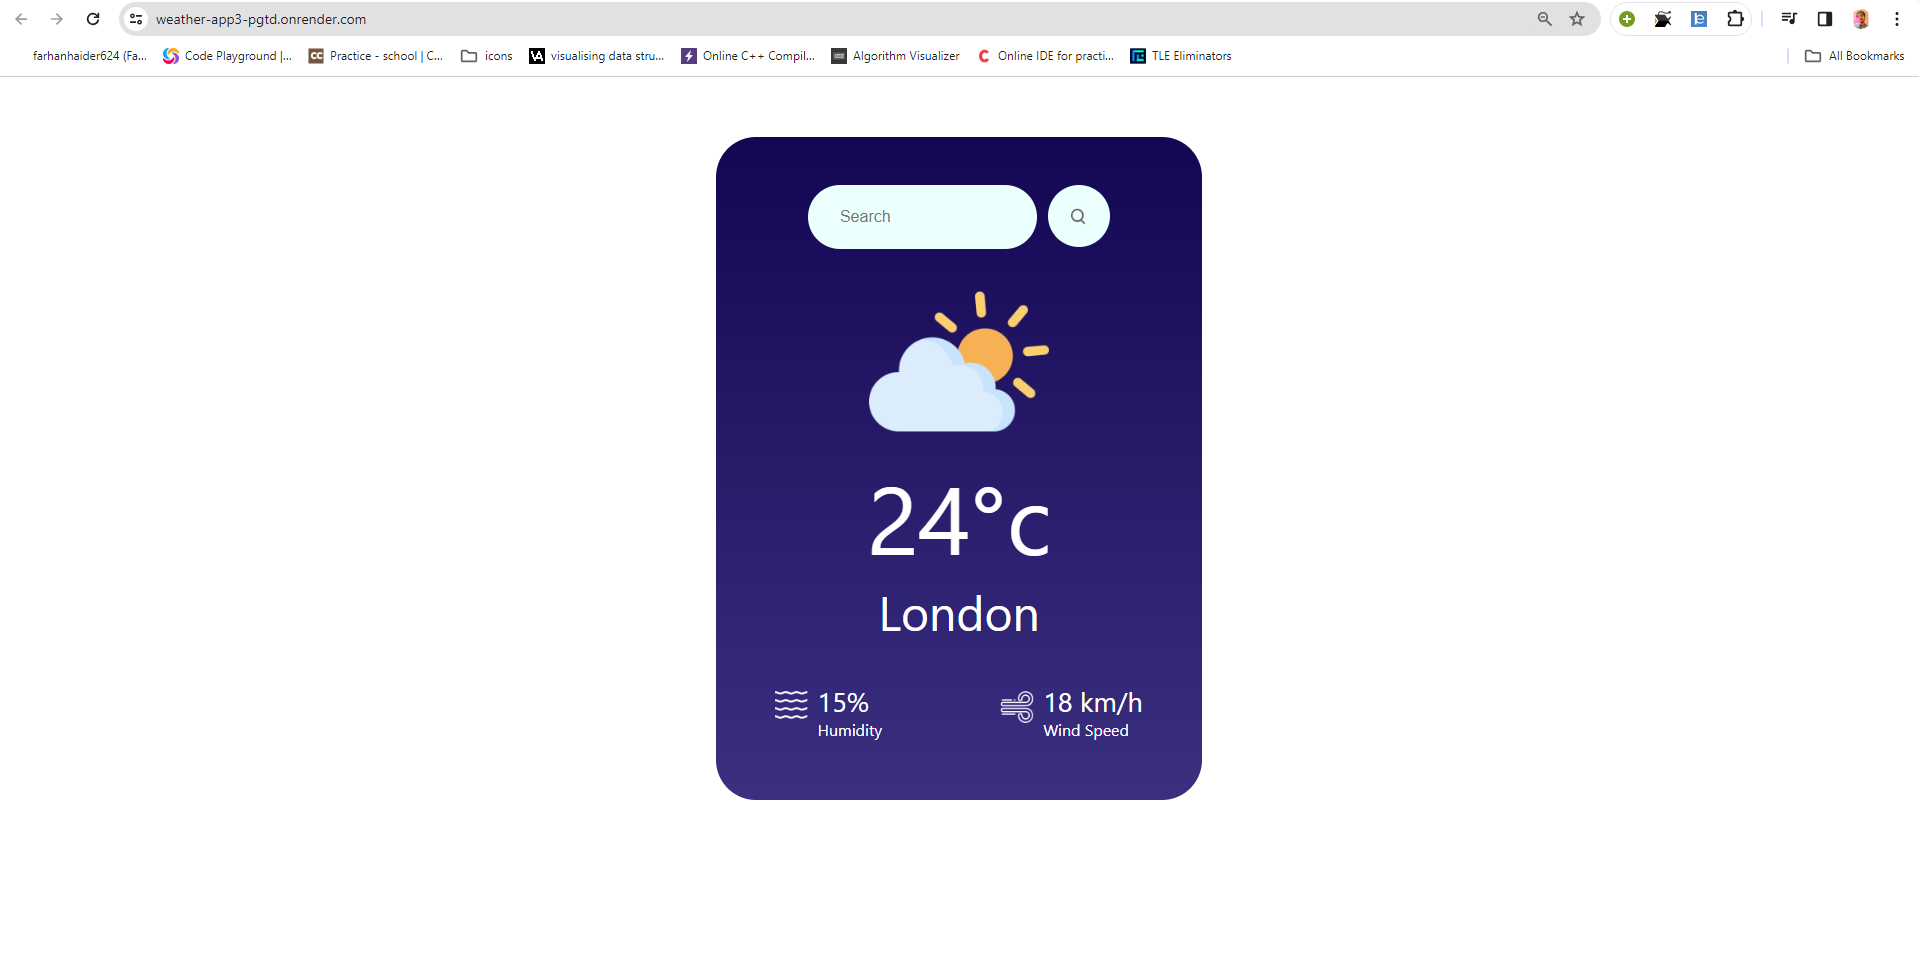 weather-app3-pgtd.onrender.com
farhanhaider624 (Fa... Code Playground |... Practice - school | C... icons visualising data stru... Online C++ Compil... Algorithm Visualizer Online IDE for practi... TLE Eliminators All Bookmarks
Search
24°c
London
15% 18 km/h
Humidity Wind Speed